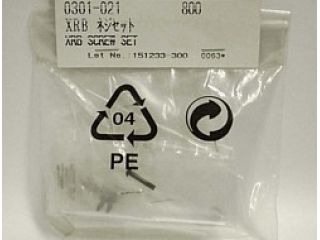 0301-021 800
XRB ネジセット
XRB SCREW SET
Lot No. 151233-300 0063*
04
PE